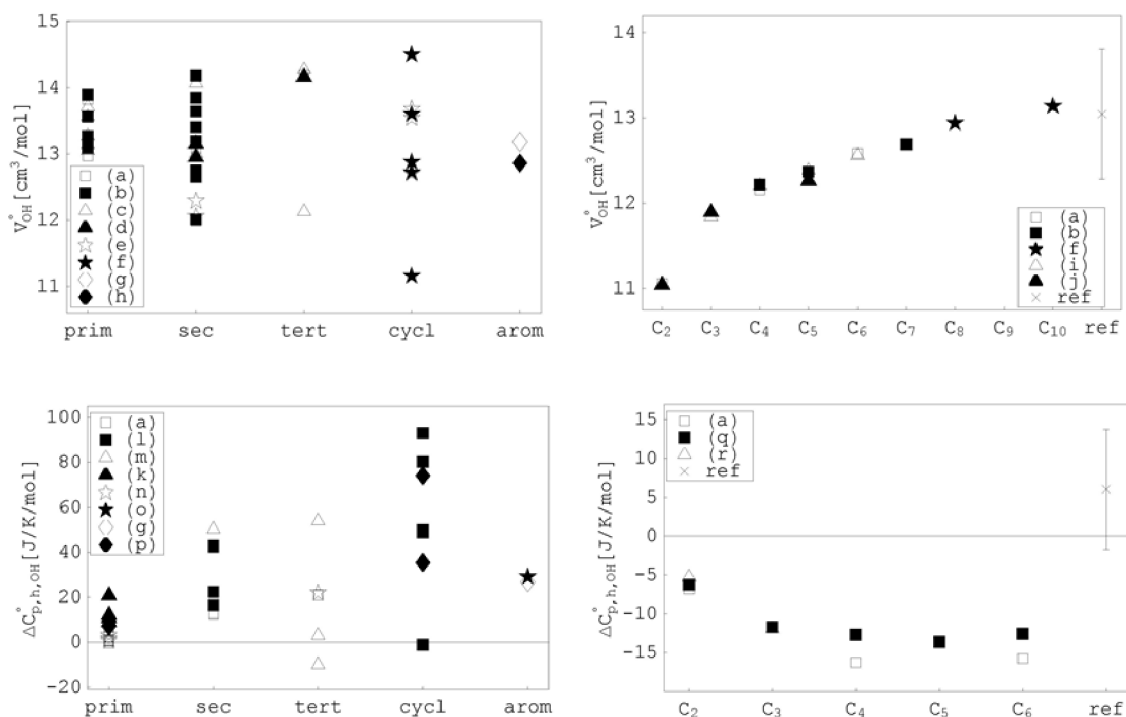 15
14
13
12
11
V°OH [cm³/mol]
(a)
(b)
(c)
(d)
(e)
(f)
(g)
(h)
prim sec tert cycl arom
14
13
12
11
V°OH [cm³/mol]
(a)
(b)
(f)
(i)
(j)
ref
C₂ C₃ C₄ C₅ C₆ C₇ C₈ C₉ C₁₀ ref
100
80
60
40
20
0
-20
ΔC°p,h,OH [J/K/mol]
(a)
(l)
(m)
(k)
(n)
(o)
(g)
(p)
prim sec tert cycl arom
15
10
5
0
-5
-10
-15
ΔC°p,h,OH [J/K/mol]
(a)
(q)
(r)
ref
C₂ C₃ C₄ C₅ C₆ ref